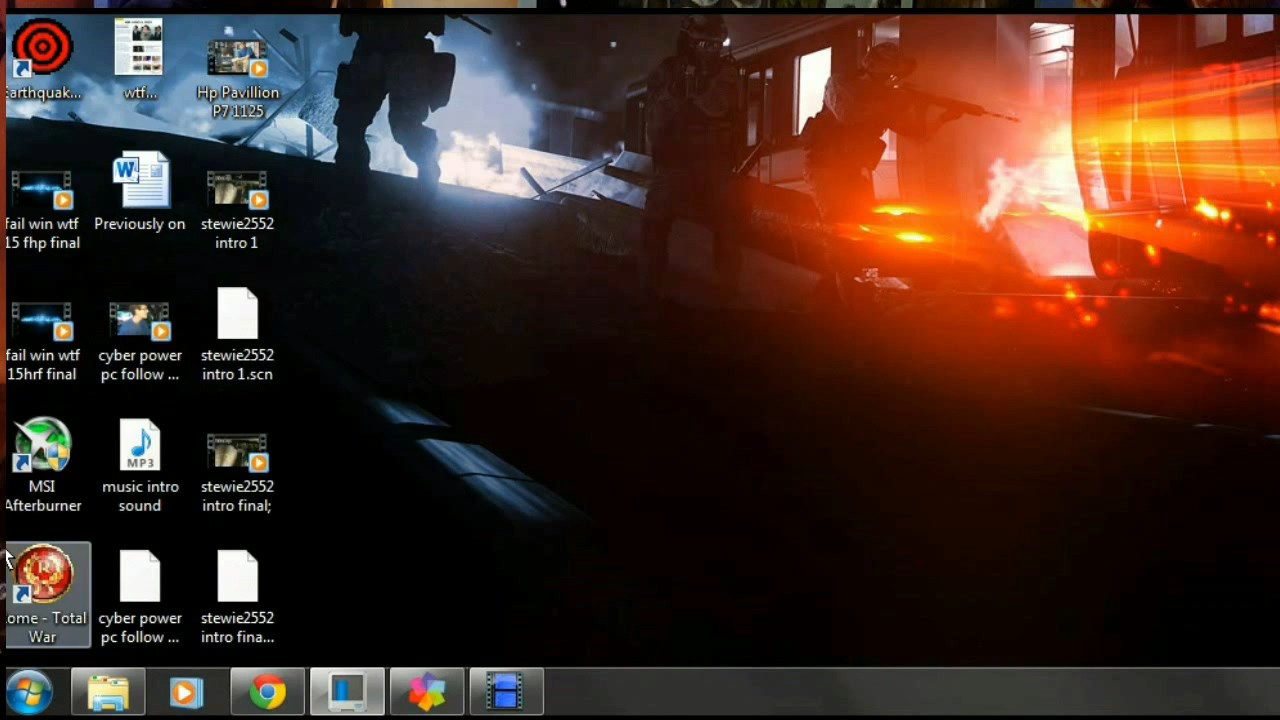 Earthquak...
wtf...
Hp Pavillion
P7 1125
fail win wtf
15 fhp final
Previously on
stewie2552
intro 1
fail win wtf
15hrf final
cyber power
pc follow ...
stewie2552
intro 1.scn
MSI
Afterburner
MP3
music intro
sound
stewie2552
intro final;
ome - Total
War
cyber power
pc follow ...
stewie2552
intro fina...